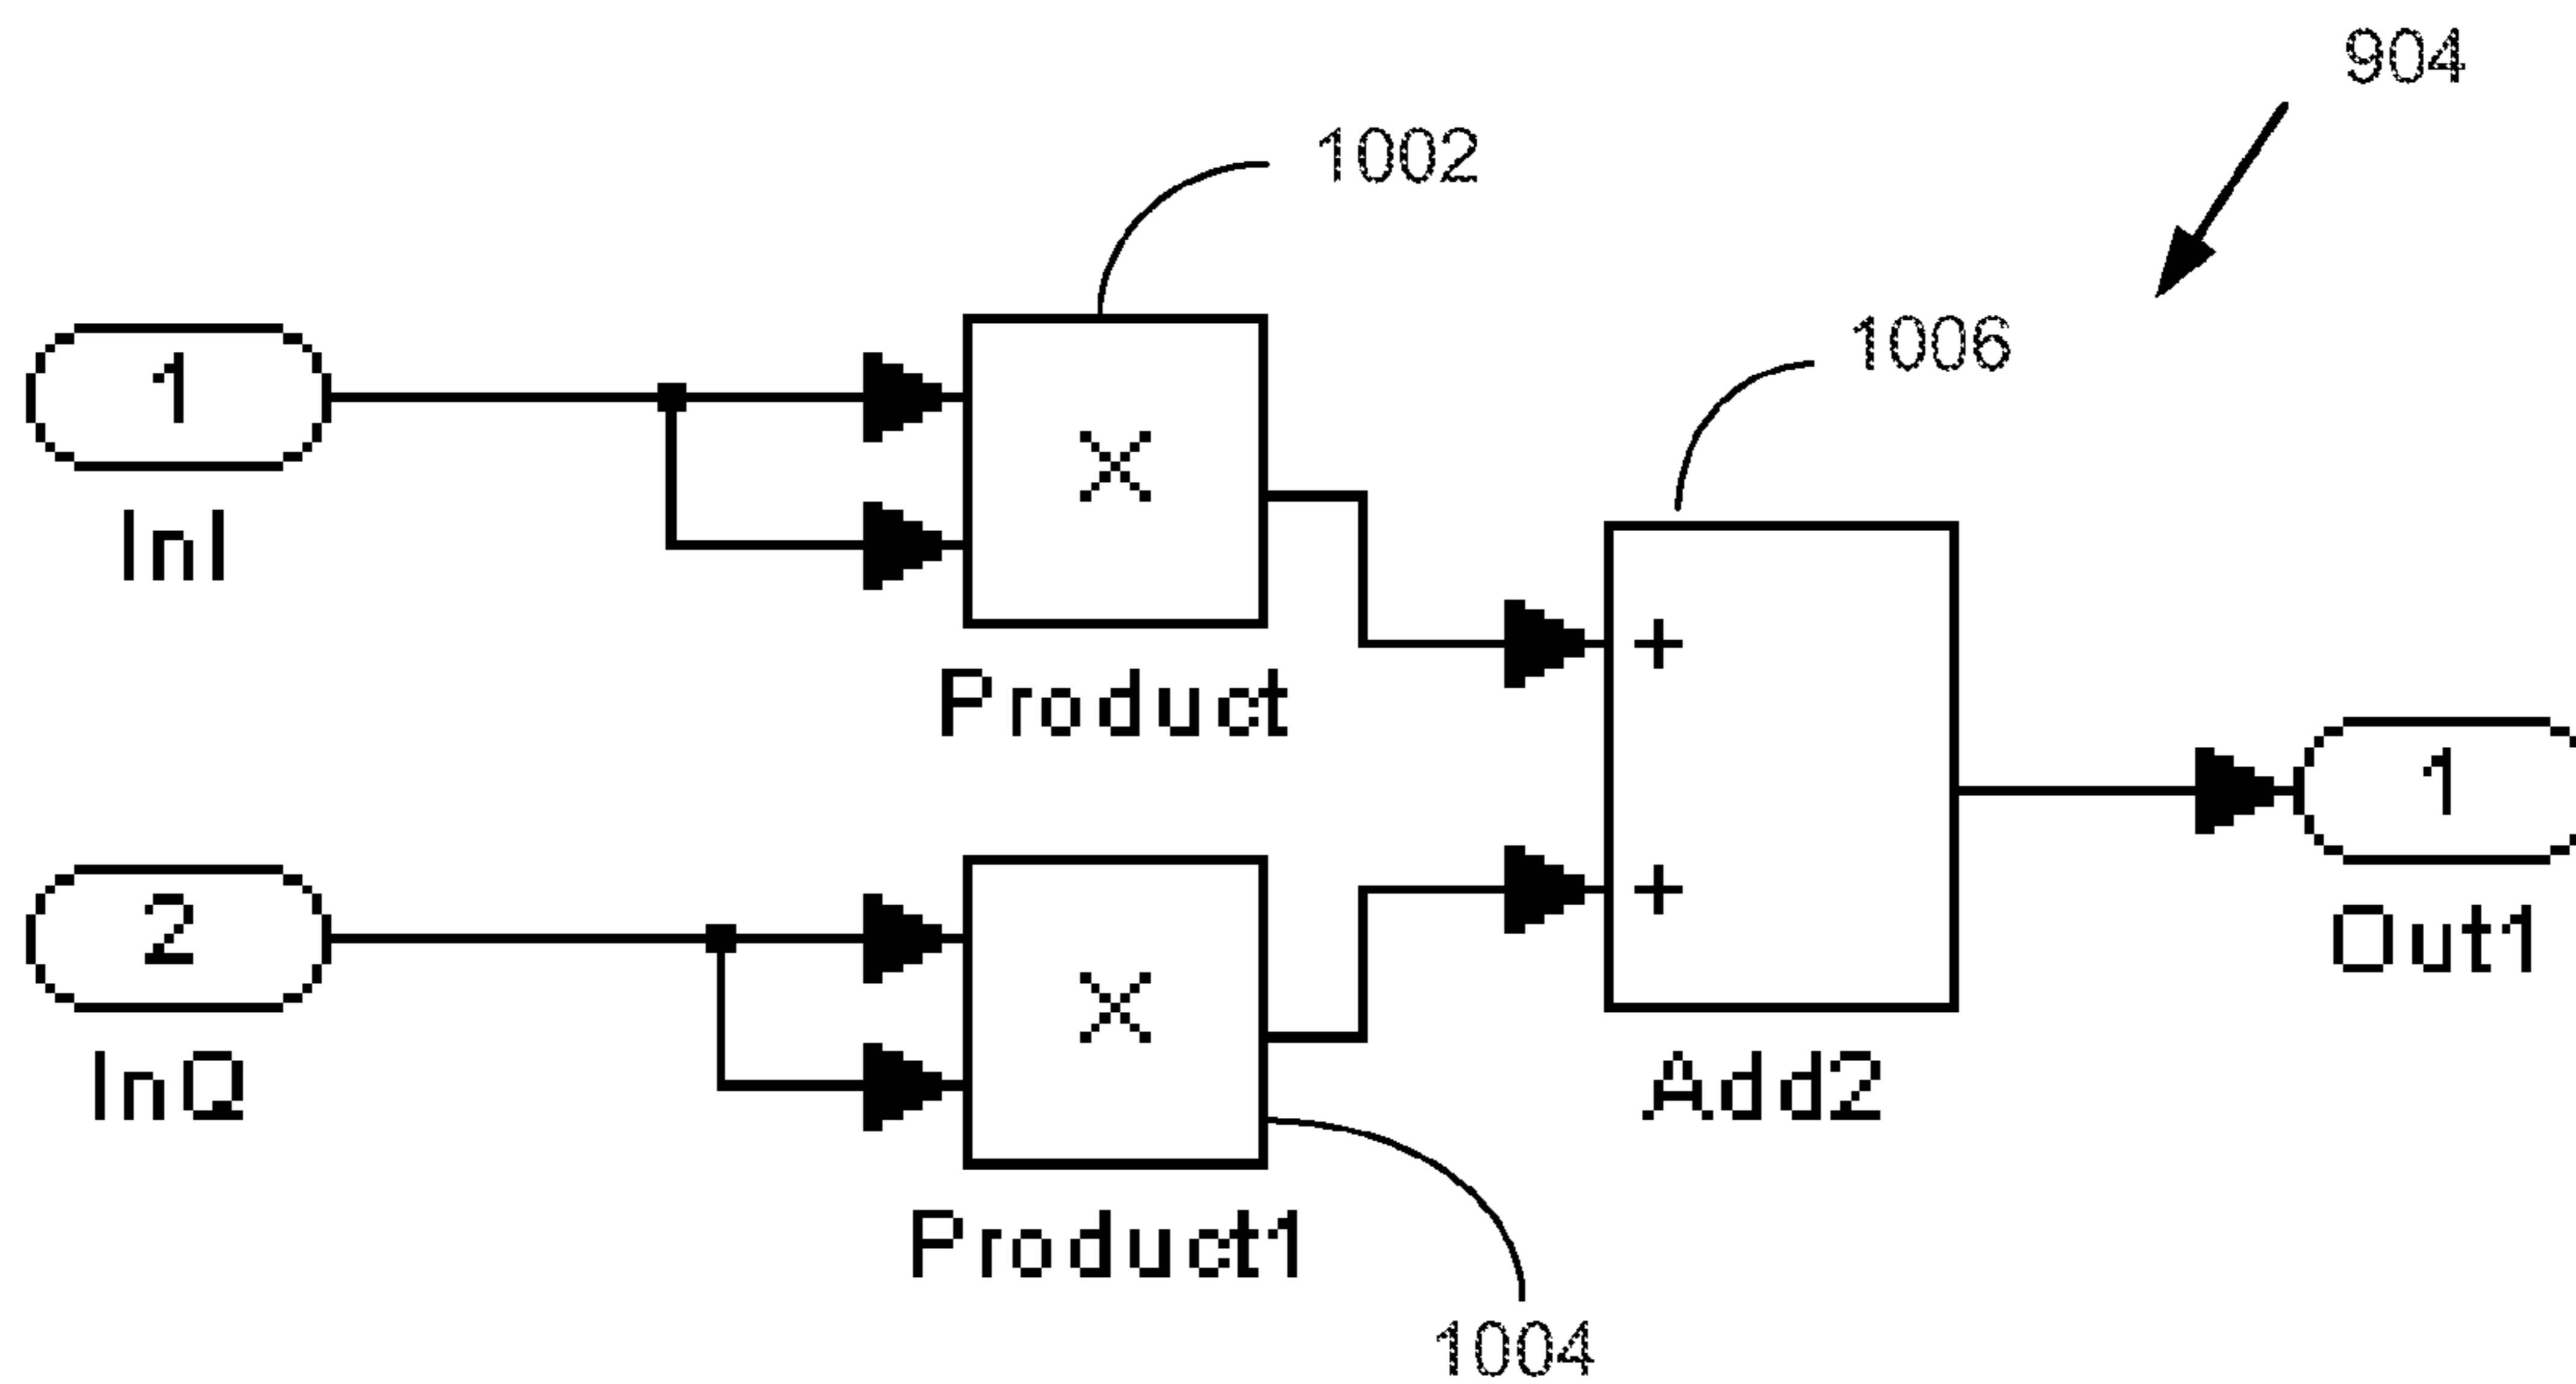 904
1002
1006
1
InI
×
Product
+
+
1
Out1
2
InQ
×
Product1
Add2
1004